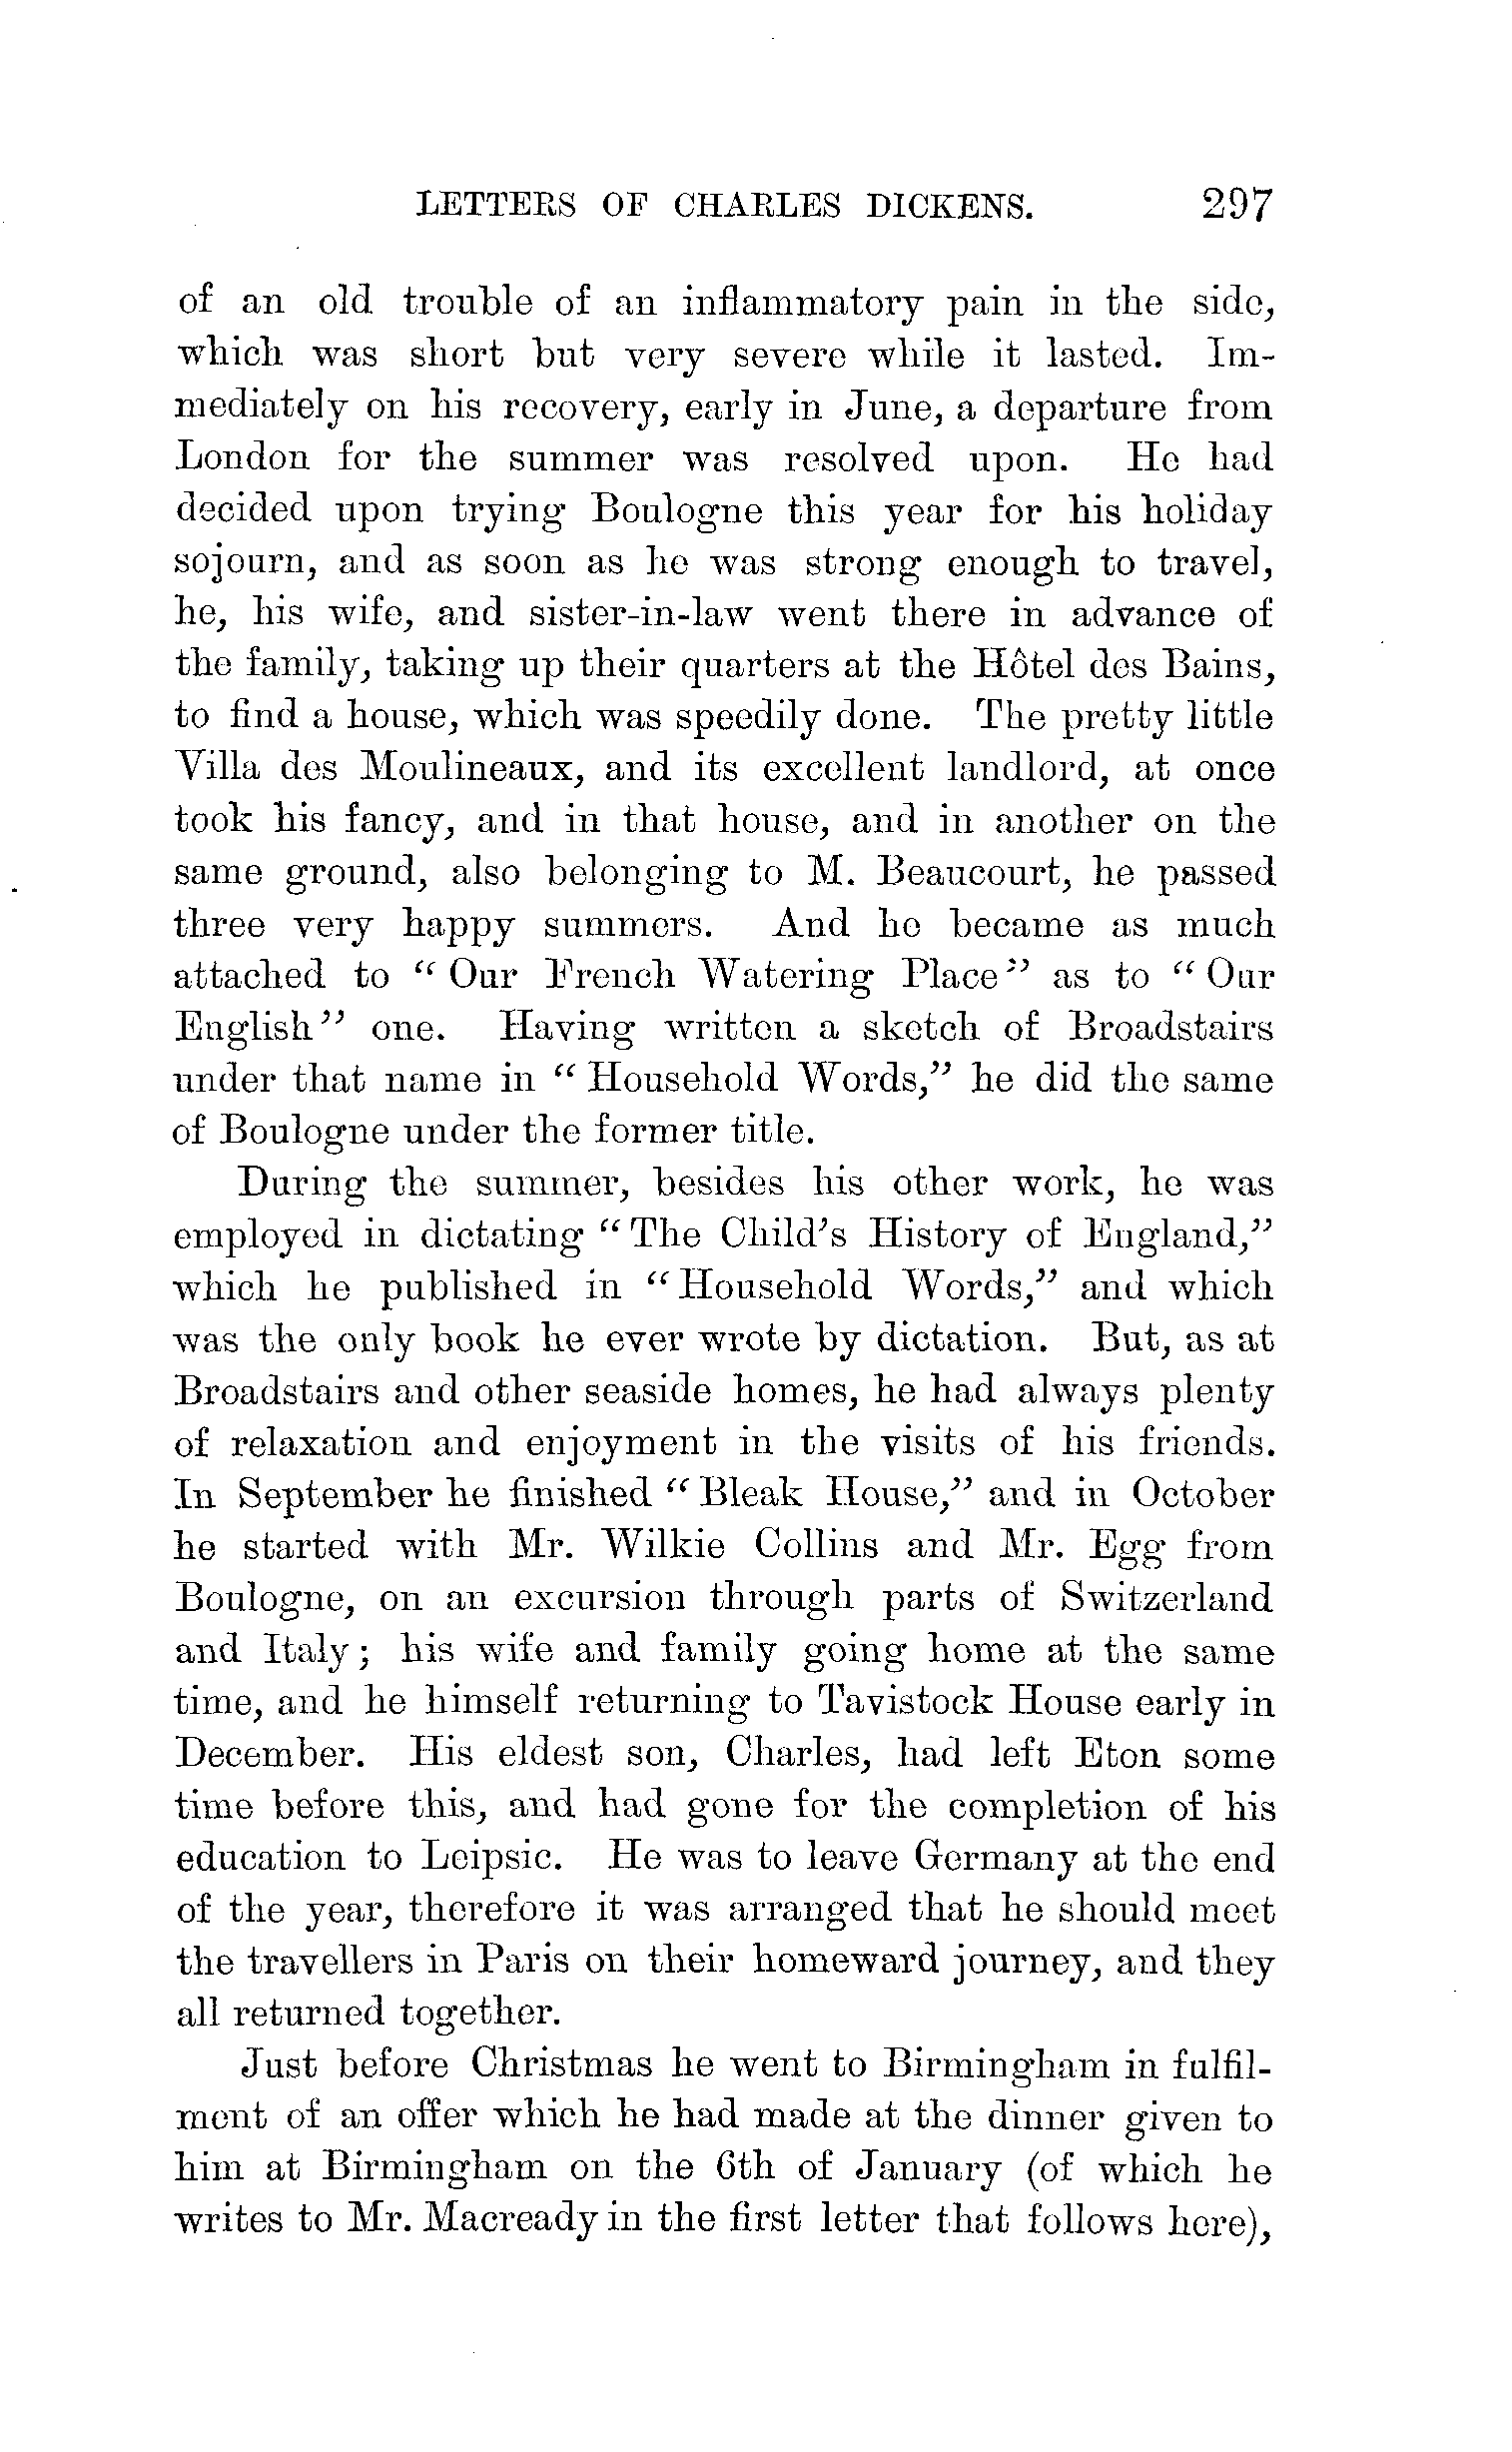 LETTERS OF CHARLES DICKENS. 297
of an old trouble of an inflammatory pain in the side,
which was short but very severe while it lasted. Im-
mediately on his recovery, early in June, a departure from
London for the summer was resolved upon. He had
decided upon trying Boulogne this year for his holiday
sojourn, and as soon as he was strong enough to travel,
he, his wife, and sister-in-law went there in advance of
the family, taking up their quarters at the Hôtel des Bains,
to find a house, which was speedily done. The pretty little
Villa des Moulineaux, and its excellent landlord, at once
took his fancy, and in that house, and in another on the
same ground, also belonging to M. Beaucourt, he passed
three very happy summers. And he became as much
attached to “Our French Watering Place” as to “Our
English” one. Having written a sketch of Broadstairs
under that name in “Household Words,” he did the same
of Boulogne under the former title.
During the summer, besides his other work, he was
employed in dictating “The Child’s History of England,”
which he published in “Household Words,” and which
was the only book he ever wrote by dictation. But, as at
Broadstairs and other seaside homes, he had always plenty
of relaxation and enjoyment in the visits of his friends.
In September he finished “Bleak House,” and in October
he started with Mr. Wilkie Collins and Mr. Egg from
Boulogne, on an excursion through parts of Switzerland
and Italy; his wife and family going home at the same
time, and he himself returning to Tavistock House early in
December. His eldest son, Charles, had left Eton some
time before this, and had gone for the completion of his
education to Leipsic. He was to leave Germany at the end
of the year, therefore it was arranged that he should meet
the travellers in Paris on their homeward journey, and they
all returned together.
Just before Christmas he went to Birmingham in fulfil-
ment of an offer which he had made at the dinner given to
him at Birmingham on the 6th of January (of which he
writes to Mr. Macready in the first letter that follows here),